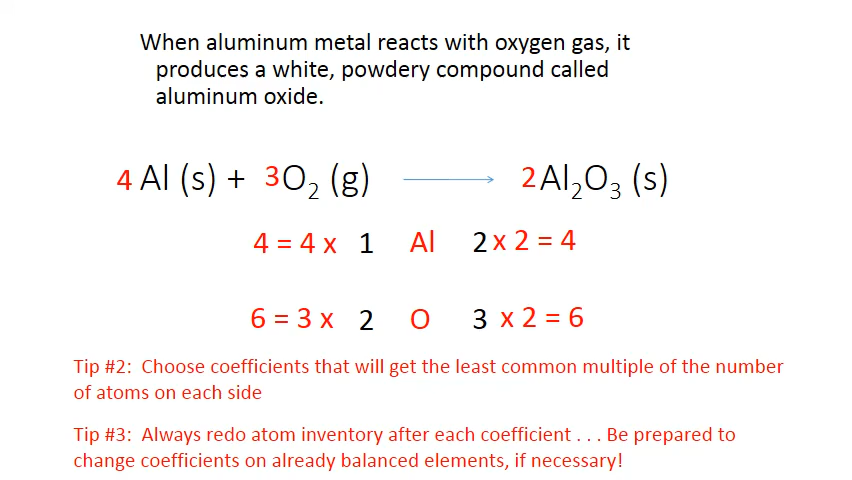 When aluminum metal reacts with oxygen gas, it
produces a white, powdery compound called
aluminum oxide.
4 Al (s) + 3O₂ (g) ⟶ 2Al₂O₃ (s)
4 = 4 x 1 Al 2 x 2 = 4
6 = 3 x 2 O 3 x 2 = 6
Tip #2: Choose coefficients that will get the least common multiple of the number
of atoms on each side
Tip #3: Always redo atom inventory after each coefficient . . . Be prepared to
change coefficients on already balanced elements, if necessary!